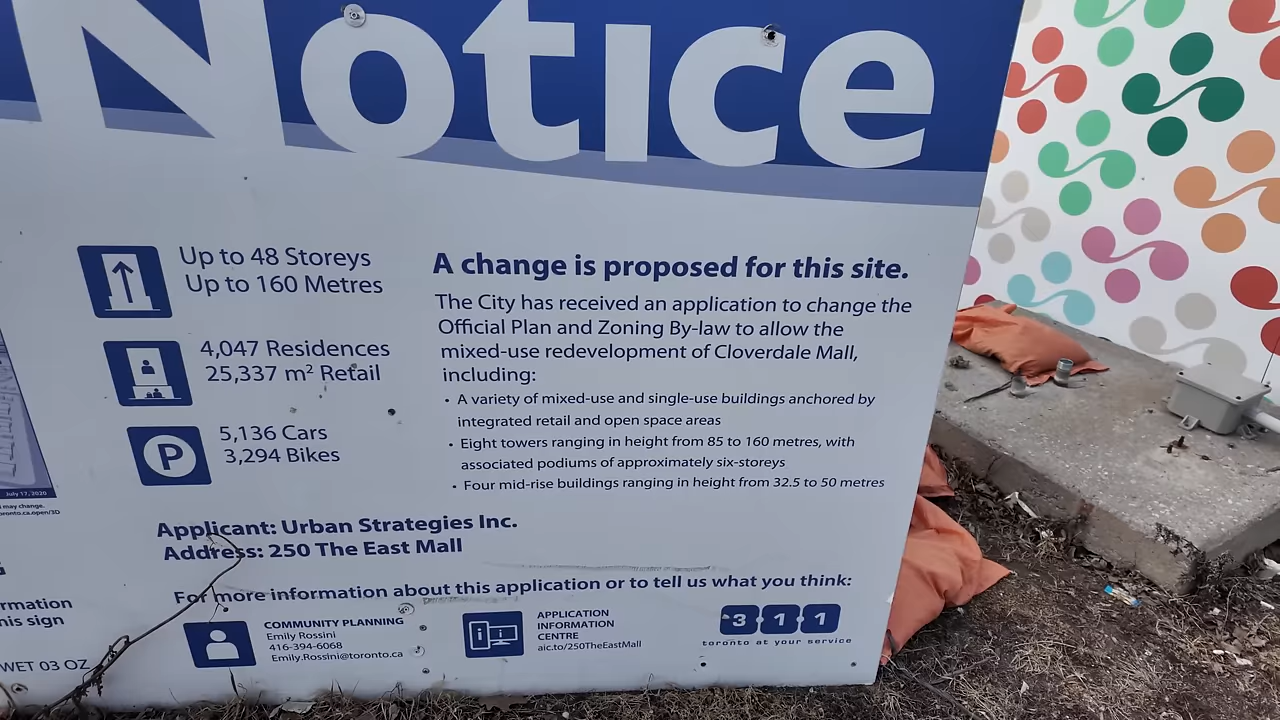 Notice
Up to 48 Storeys
Up to 160 Metres
4,047 Residences
25,337 m² Retail
P
5,136 Cars
3,294 Bikes
A change is proposed for this site.
The City has received an application to change the
Official Plan and Zoning By-law to allow the
mixed-use redevelopment of Cloverdale Mall,
including:
• A variety of mixed-use and single-use buildings anchored by
integrated retail and open space areas
• Eight towers ranging in height from 85 to 160 metres, with
associated podiums of approximately six-storeys
• Four mid-rise buildings ranging in height from 32.5 to 50 metres
July 17, 2020
may change.
Applicant: Urban Strategies Inc.
Address: 250 The East Mall
For more information about this application or to tell us what you think:
COMMUNITY PLANNING
Emily Rossini
416-394-6068
Emily.Rossini@toronto.ca
i
APPLICATION
INFORMATION
CENTRE
aic.to/250TheEastMall
311
toronto at your service
WET 03 OZ